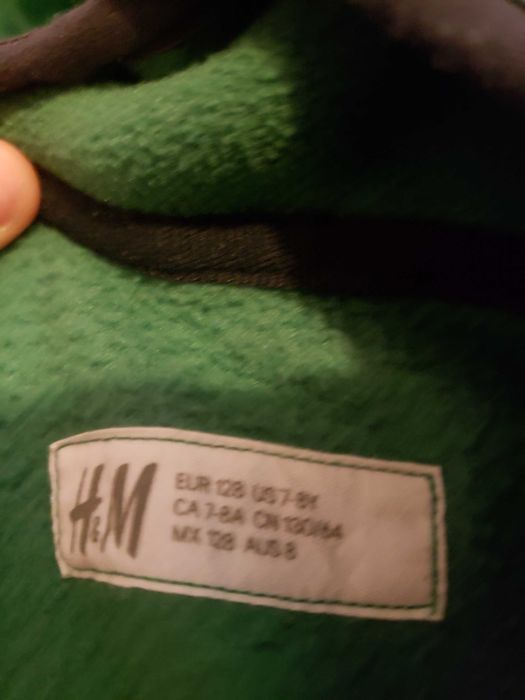 H&M
EUR 128 US 7-8Y
CA 7-8A CN 130/64
MX 128 AUS 8